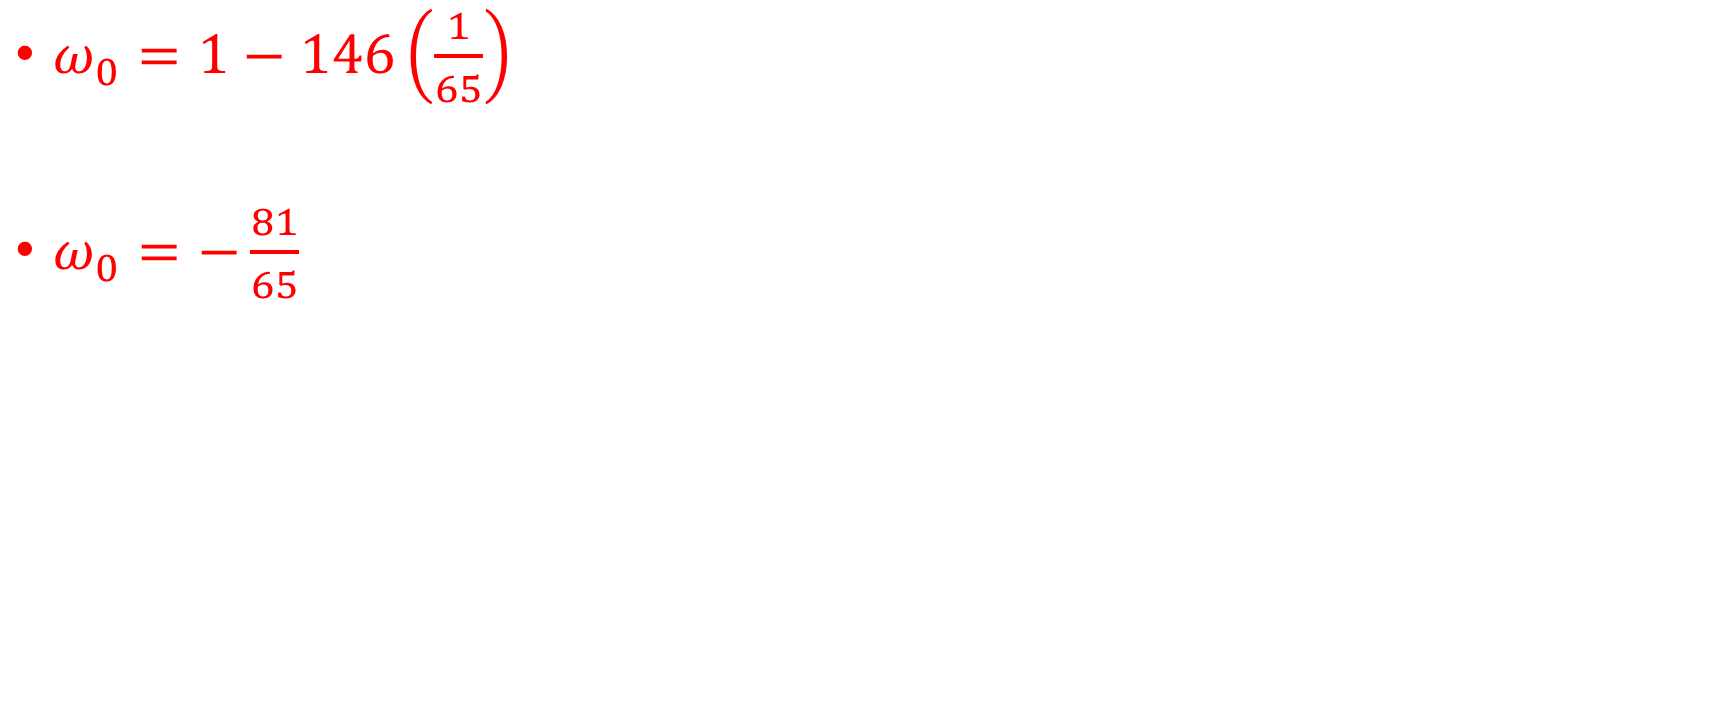 • ω₀ = 1 − 146 (1/65)
• ω₀ = − 81/65